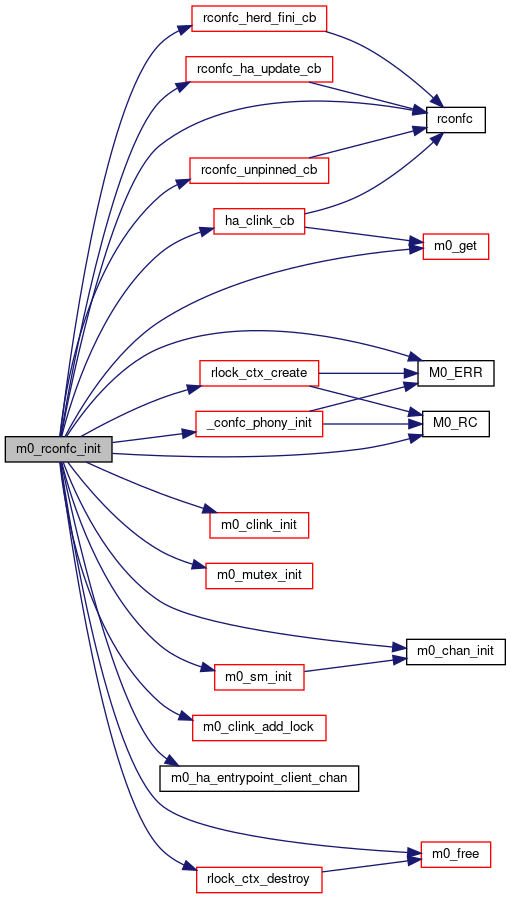 rconfc_herd_fini_cb
rconfc_ha_update_cb
rconfc
rconfc_unpinned_cb
ha_clink_cb
m0_get
rlock_ctx_create
M0_ERR
_confc_phony_init
M0_RC
m0_rconfc_init
m0_clink_init
m0_mutex_init
m0_chan_init
m0_sm_init
m0_clink_add_lock
m0_ha_entrypoint_client_chan
m0_free
rlock_ctx_destroy